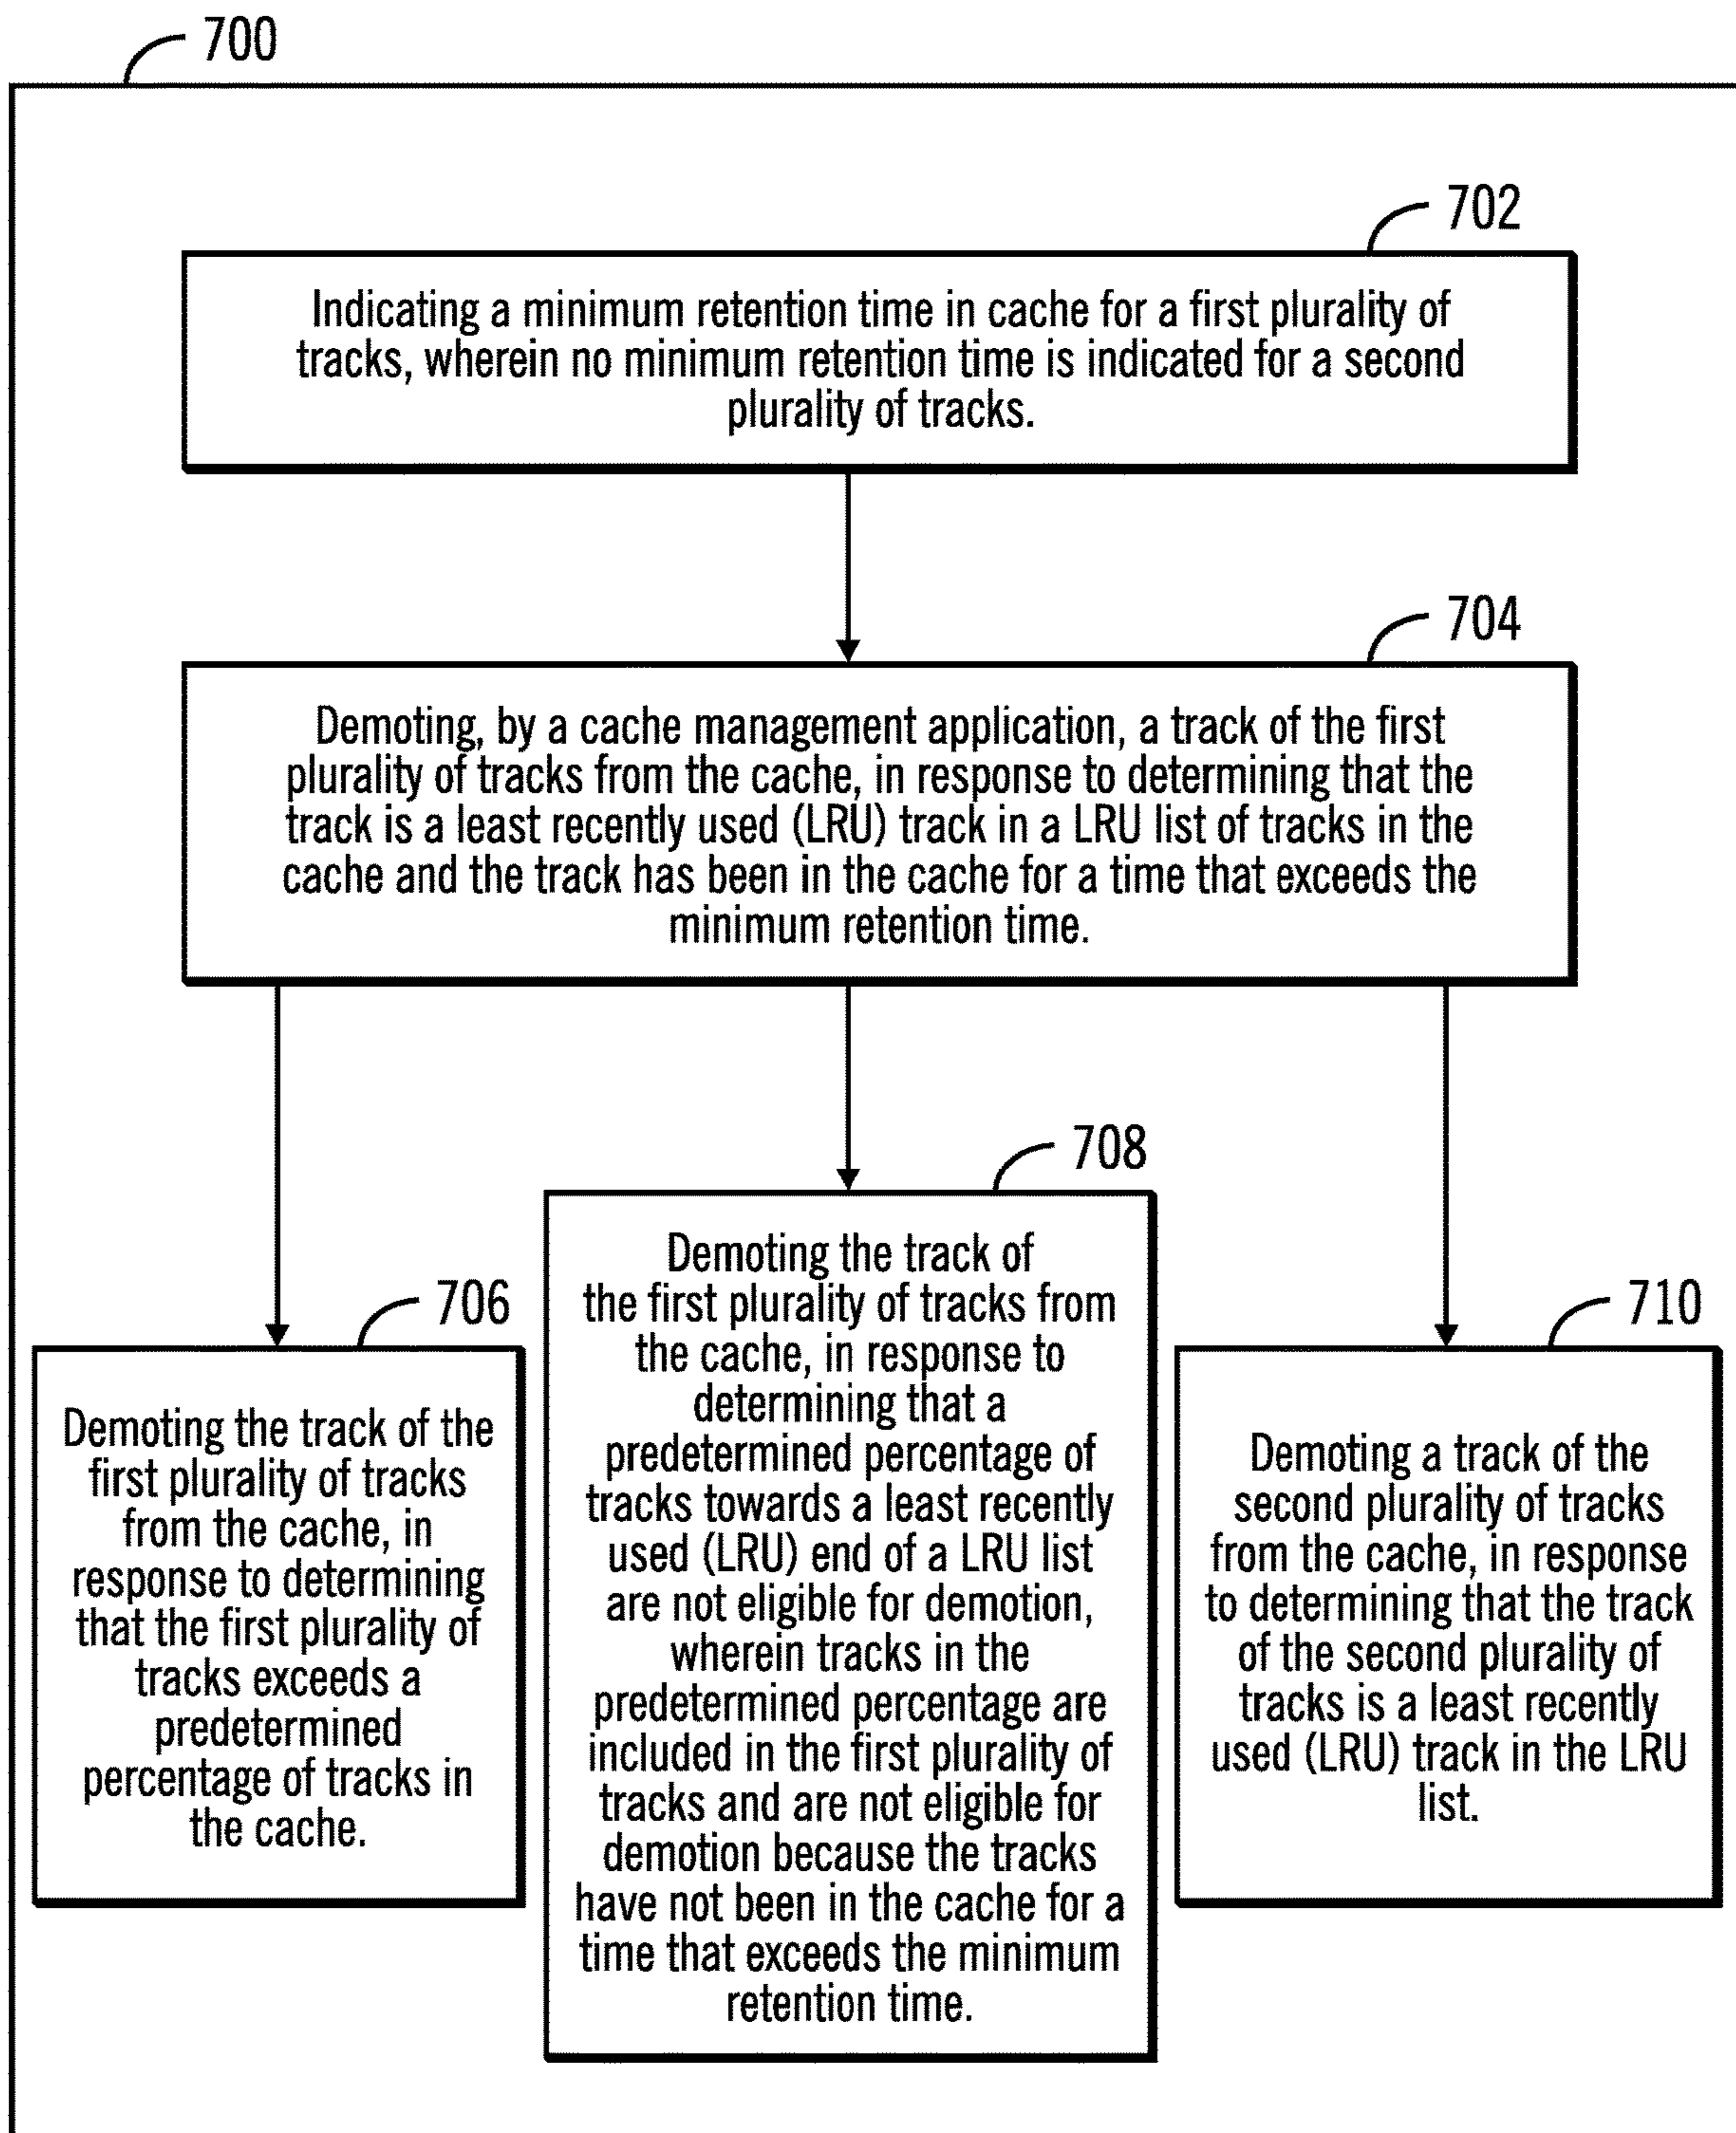 700
702
Indicating a minimum retention time in cache for a first plurality of
tracks, wherein no minimum retention time is indicated for a second
plurality of tracks.
704
Demoting, by a cache management application, a track of the first
plurality of tracks from the cache, in response to determining that the
track is a least recently used (LRU) track in a LRU list of tracks in the
cache and the track has been in the cache for a time that exceeds the
minimum retention time.
706
Demoting the track of the
first plurality of tracks
from the cache, in
response to determining
that the first plurality of
tracks exceeds a
predetermined
percentage of tracks in
the cache.
708
Demoting the track of
the first plurality of tracks from
the cache, in response to
determining that a
predetermined percentage of
tracks towards a least recently
used (LRU) end of a LRU list
are not eligible for demotion,
wherein tracks in the
predetermined percentage are
included in the first plurality of
tracks and are not eligible for
demotion because the tracks
have not been in the cache for a
time that exceeds the minimum
retention time.
710
Demoting a track of the
second plurality of tracks
from the cache, in response
to determining that the track
of the second plurality of
tracks is a least recently
used (LRU) track in the LRU
list.